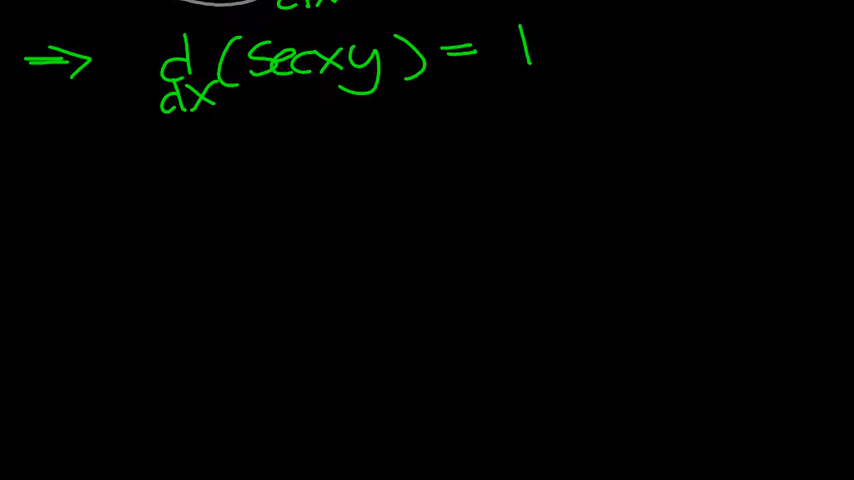 ⇒ d/dx (secxy) = 1